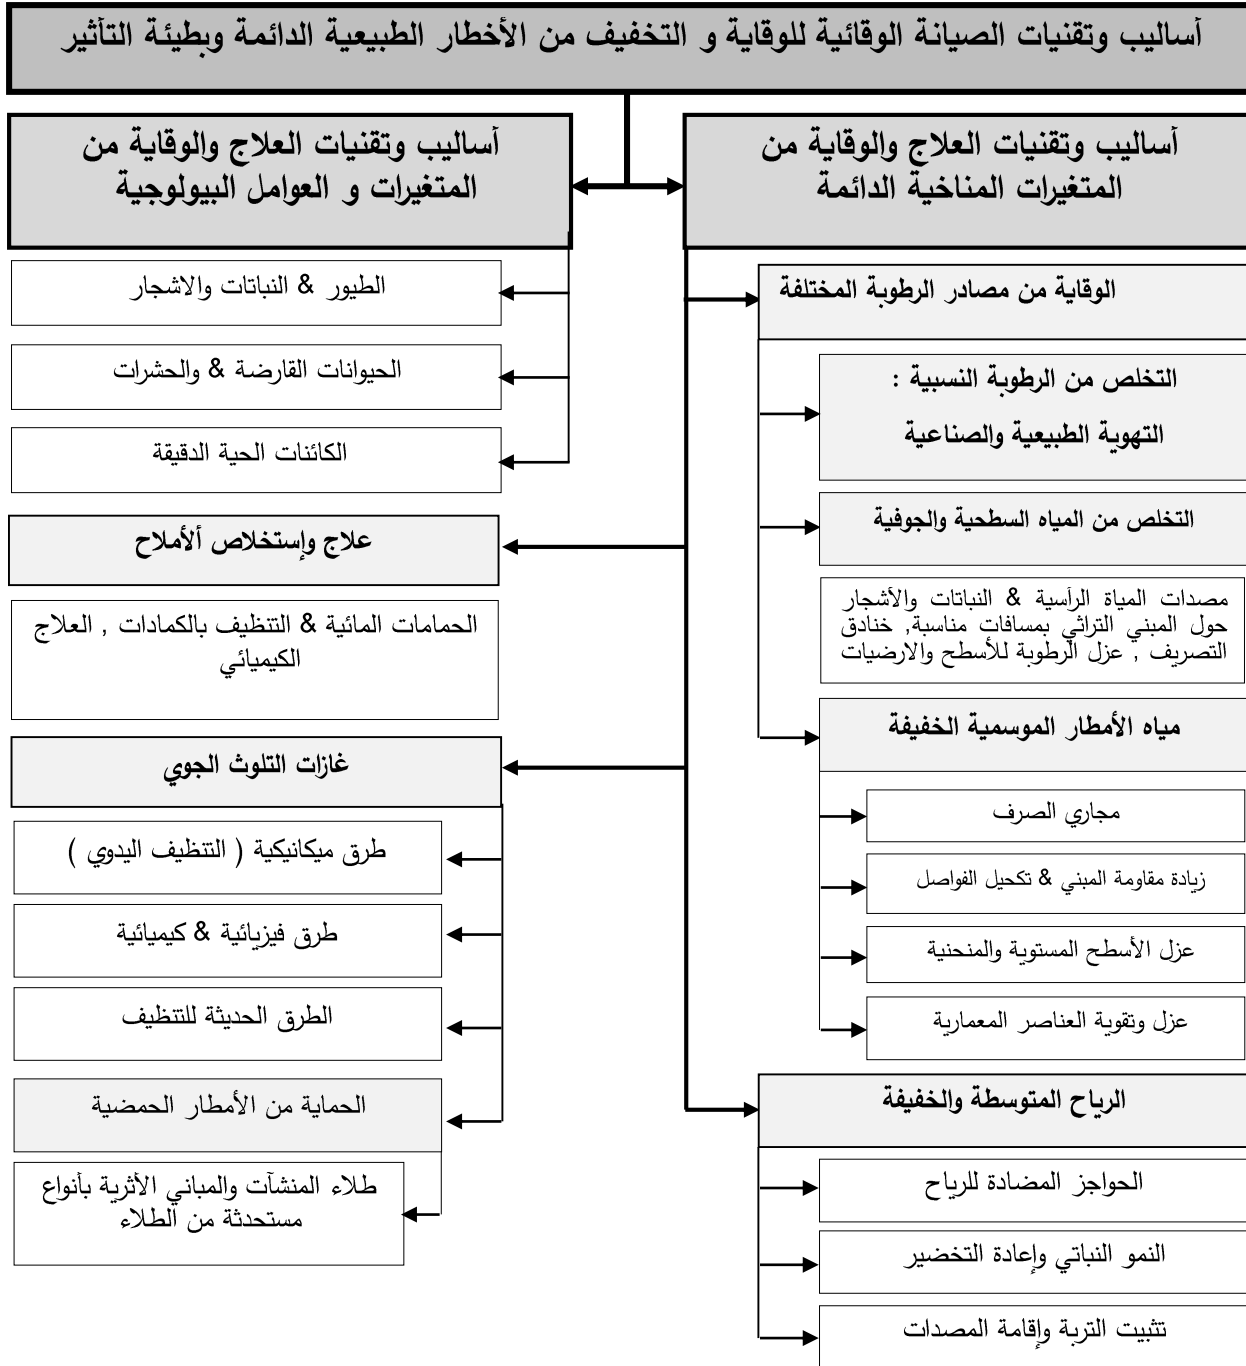 أساليب وتقنيات الصيانة الوقائية للوقاية و التخفيف من الأخطار الطبيعية الدائمة وبطيئة التأثير
أساليب وتقنيات العلاج والوقاية من
المتغيرات المناخية الدائمة
الوقاية من مصادر الرطوبة المختلفة
التخلص من الرطوبة النسبية :
التهوية الطبيعية والصناعية
التخلص من المياه السطحية والجوفية
مصدات المياة الرأسية & النباتات والأشجار
حول المبني التراثي بمسافات مناسبة, خنادق
التصريف , عزل الرطوبة للأسطح والارضيات
مياه الأمطار الموسمية الخفيفة
مجاري الصرف
زيادة مقاومة المبني & تكحيل الفواصل
عزل الأسطح المستوية والمنحنية
عزل وتقوية العناصر المعمارية
الرياح المتوسطة والخفيفة
الحواجز المضادة للرياح
النمو النباتي وإعادة التخضير
تثبيت التربة وإقامة المصدات
أساليب وتقنيات العلاج والوقاية من
المتغيرات و العوامل البيولوجية
الطيور & النباتات والاشجار
الحيوانات القارضة & والحشرات
الكائنات الحية الدقيقة
علاج وإستخلاص ألأملاح
الحمامات المائية & التنظيف بالكمادات , العلاج
الكيميائي
غازات التلوث الجوي
طرق ميكانيكية ( التنظيف اليدوي )
طرق فيزيائية & كيميائية
الطرق الحديثة للتنظيف
الحماية من الأمطار الحمضية
طلاء المنشآت والمباني الأثرية بأنواع
مستحدثة من الطلاء